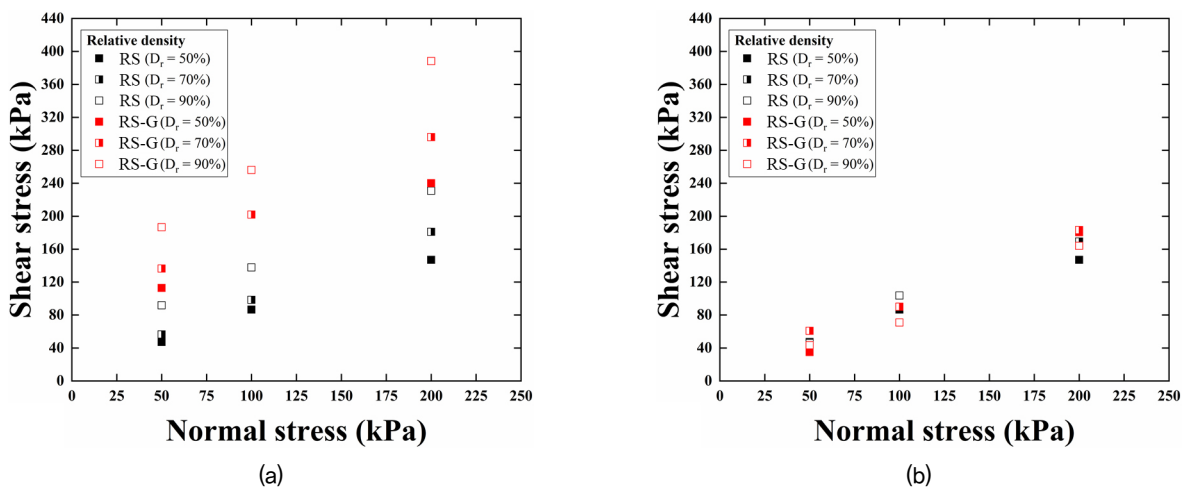 440
400
360
320
280
240
200
160
120
80
40
0
Shear stress (kPa)
Relative density
RS (Dr = 50%)
RS (Dr = 70%)
RS (Dr = 90%)
RS-G (Dr = 50%)
RS-G (Dr = 70%)
RS-G (Dr = 90%)
0 25 50 75 100 125 150 175 200 225 250
Normal stress (kPa)
(a)
440
400
360
320
280
240
200
160
120
80
40
0
Shear stress (kPa)
Relative density
RS (Dr = 50%)
RS (Dr = 70%)
RS (Dr = 90%)
RS-G (Dr = 50%)
RS-G (Dr = 70%)
RS-G (Dr = 90%)
0 25 50 75 100 125 150 175 200 225 250
Normal stress (kPa)
(b)